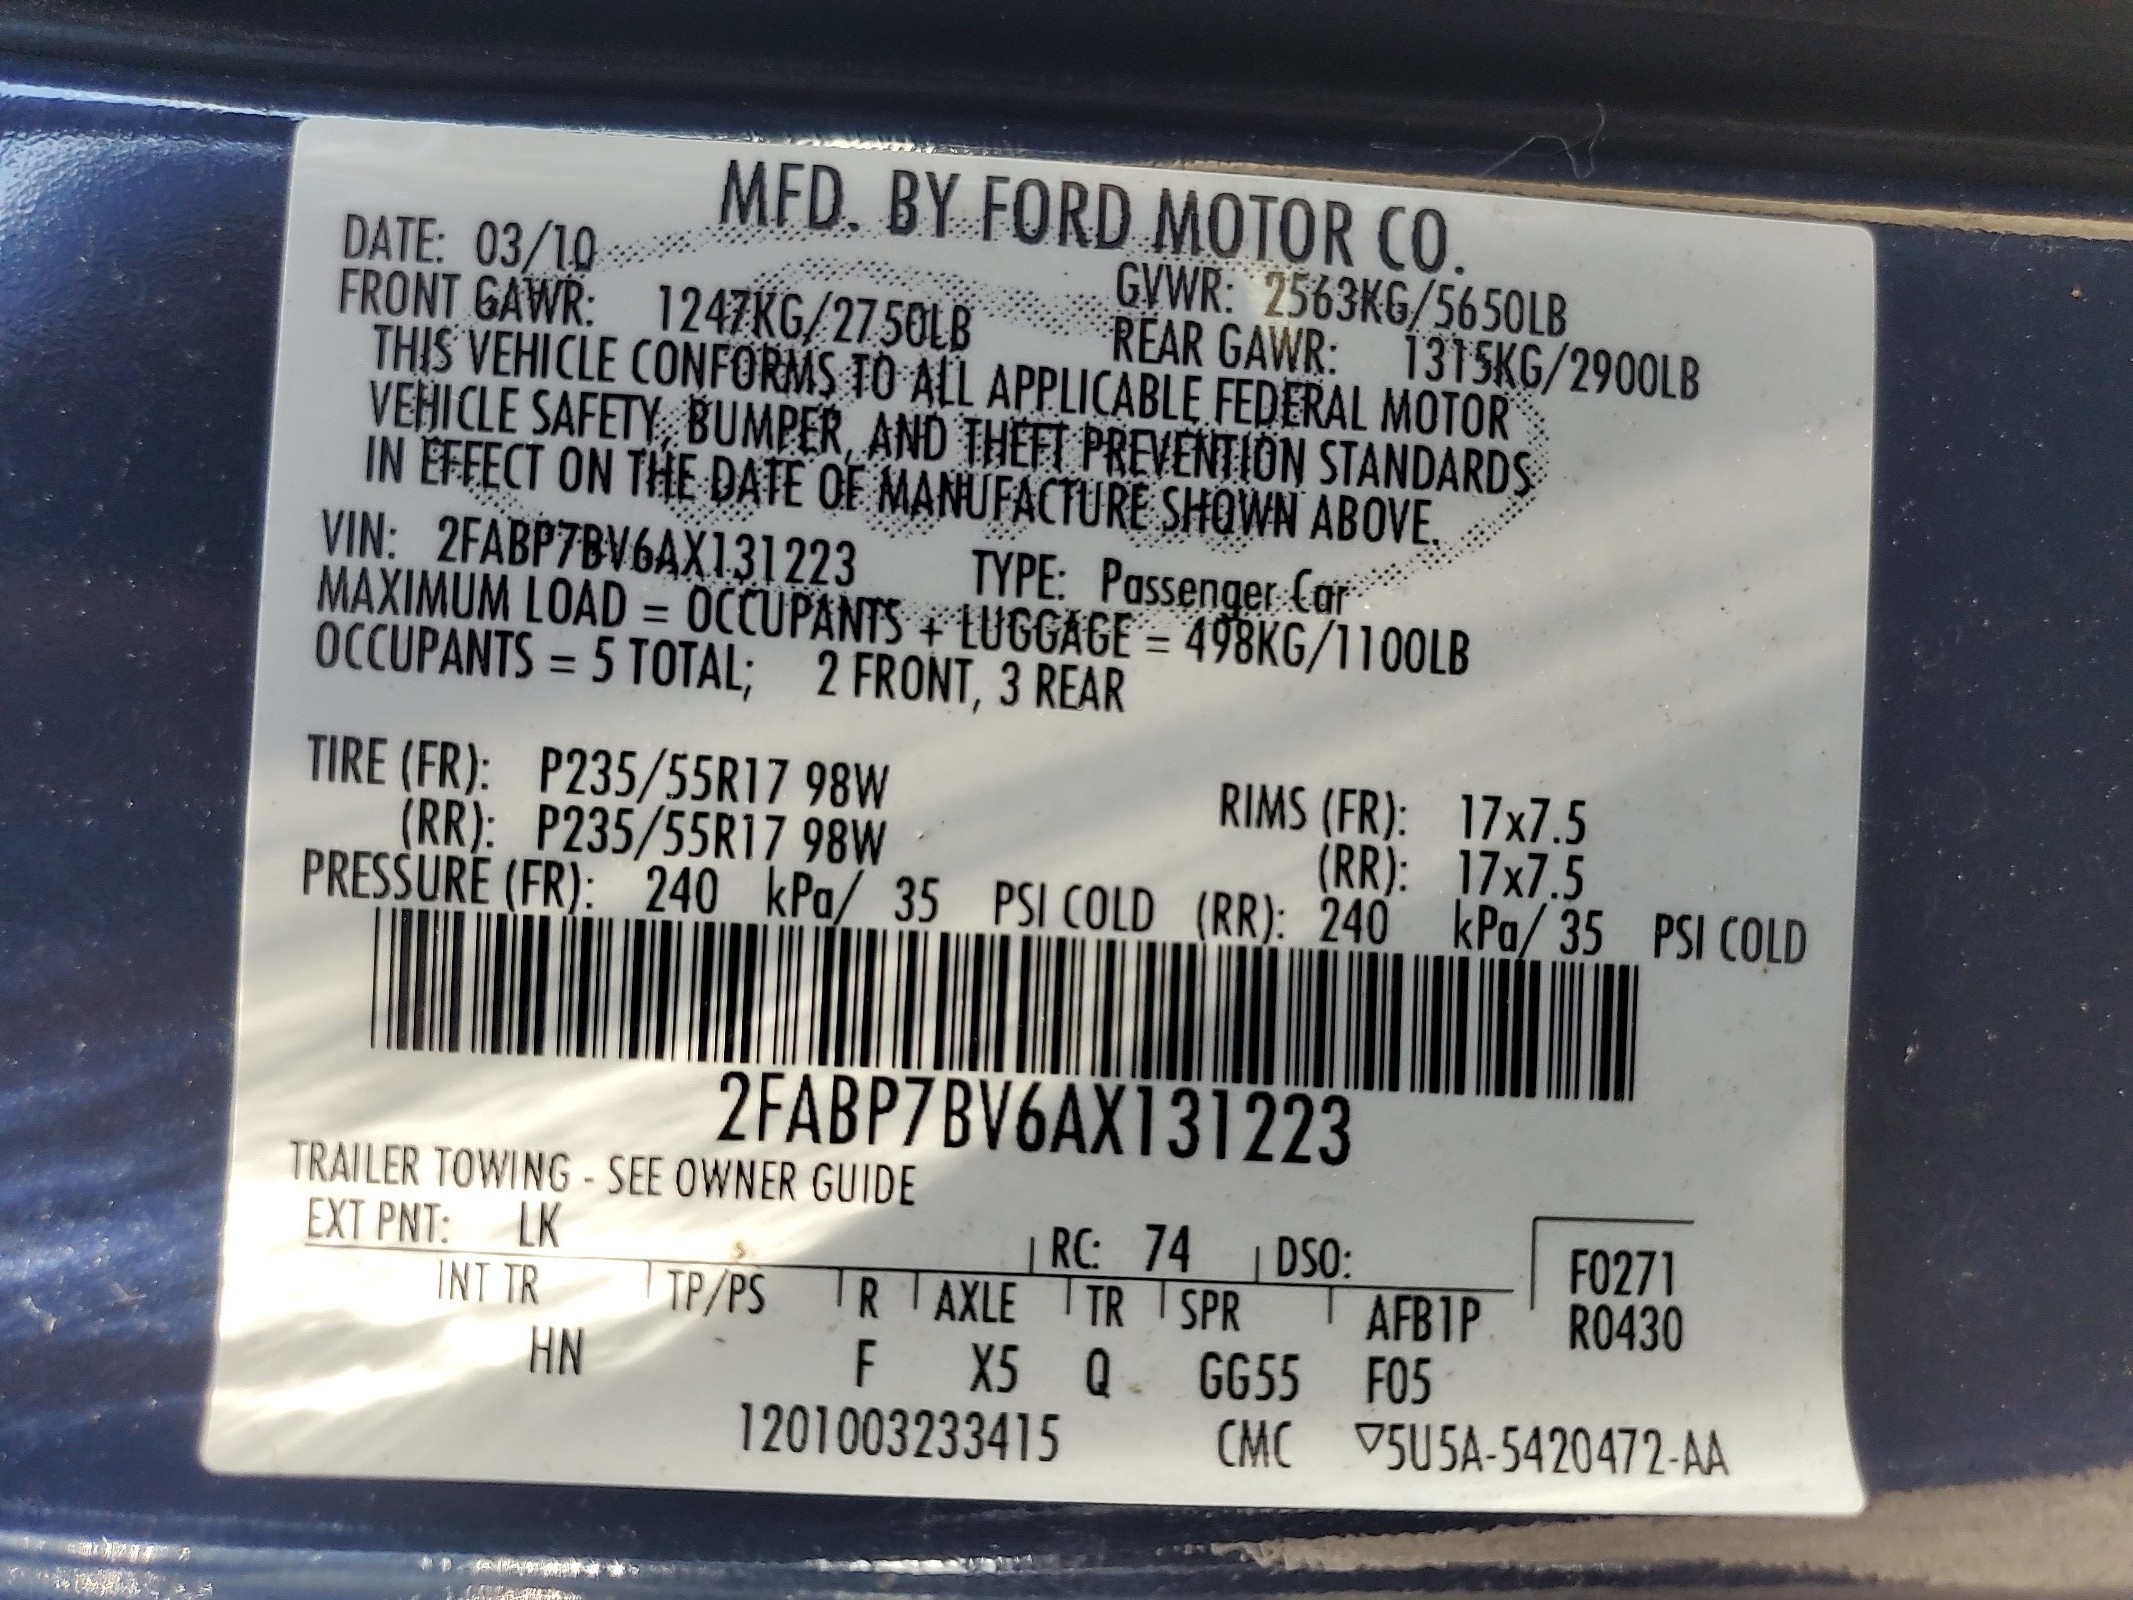 MFD. BY FORD MOTOR CO.
DATE: 03/10
GVWR: 2563KG/5650LB
FRONT GAWR: 1247KG/2750LB
REAR GAWR: 1315KG/2900LB
THIS VEHICLE CONFORMS TO ALL APPLICABLE FEDERAL MOTOR
VEHICLE SAFETY, BUMPER, AND THEFT PREVENTION STANDARDS
IN EFFECT ON THE DATE OF MANUFACTURE SHOWN ABOVE.
VIN: 2FABP7BV6AX131223 TYPE: Passenger Car
MAXIMUM LOAD = OCCUPANTS + LUGGAGE = 498KG/1100LB
OCCUPANTS = 5 TOTAL; 2 FRONT, 3 REAR
TIRE (FR): P235/55R17 98W RIMS (FR): 17x7.5
(RR): P235/55R17 98W (RR): 17x7.5
PRESSURE (FR): 240 kPa/ 35 PSI COLD (RR): 240 kPa/ 35 PSI COLD
2FABP7BV6AX131223
TRAILER TOWING - SEE OWNER GUIDE
EXT PNT: LK RC: 74 DSO: F0271
INT TR TP/PS R AXLE TR SPR AFB1P R0430
HN F X5 Q GG55 F05
1201003233415 CMC ▽5U5A-5420472-AA